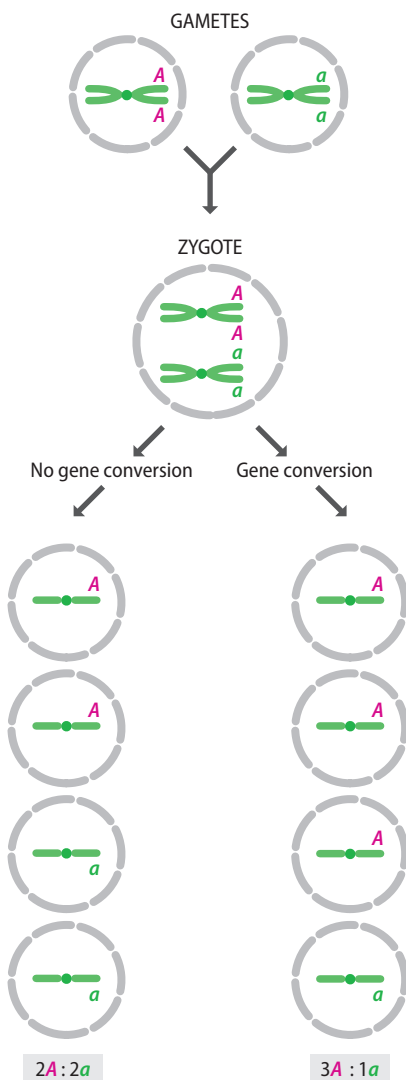 GAMETES
A a
A a
ZYGOTE
A
A
a
a
No gene conversion Gene conversion
A A
A A
a A
a a
2A : 2a 3A : 1a